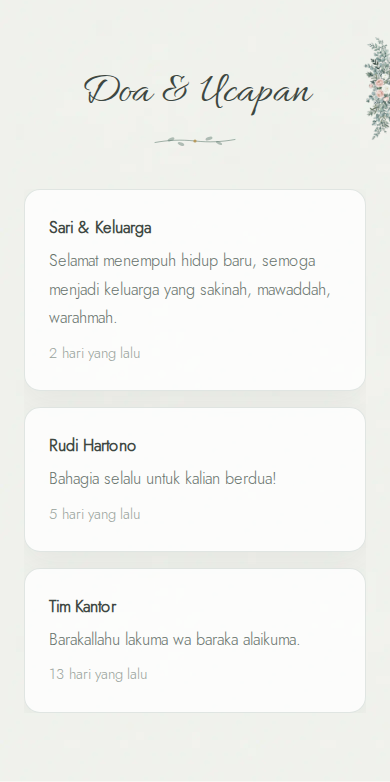 Doa & Ucapan
Sari & Keluarga
Selamat menempuh hidup baru, semoga
menjadi keluarga yang sakinah, mawaddah,
warahmah.
2 hari yang lalu
Rudi Hartono
Bahagia selalu untuk kalian berdua!
5 hari yang lalu
Tim Kantor
Barakallahu lakuma wa baraka alaikuma.
13 hari yang lalu